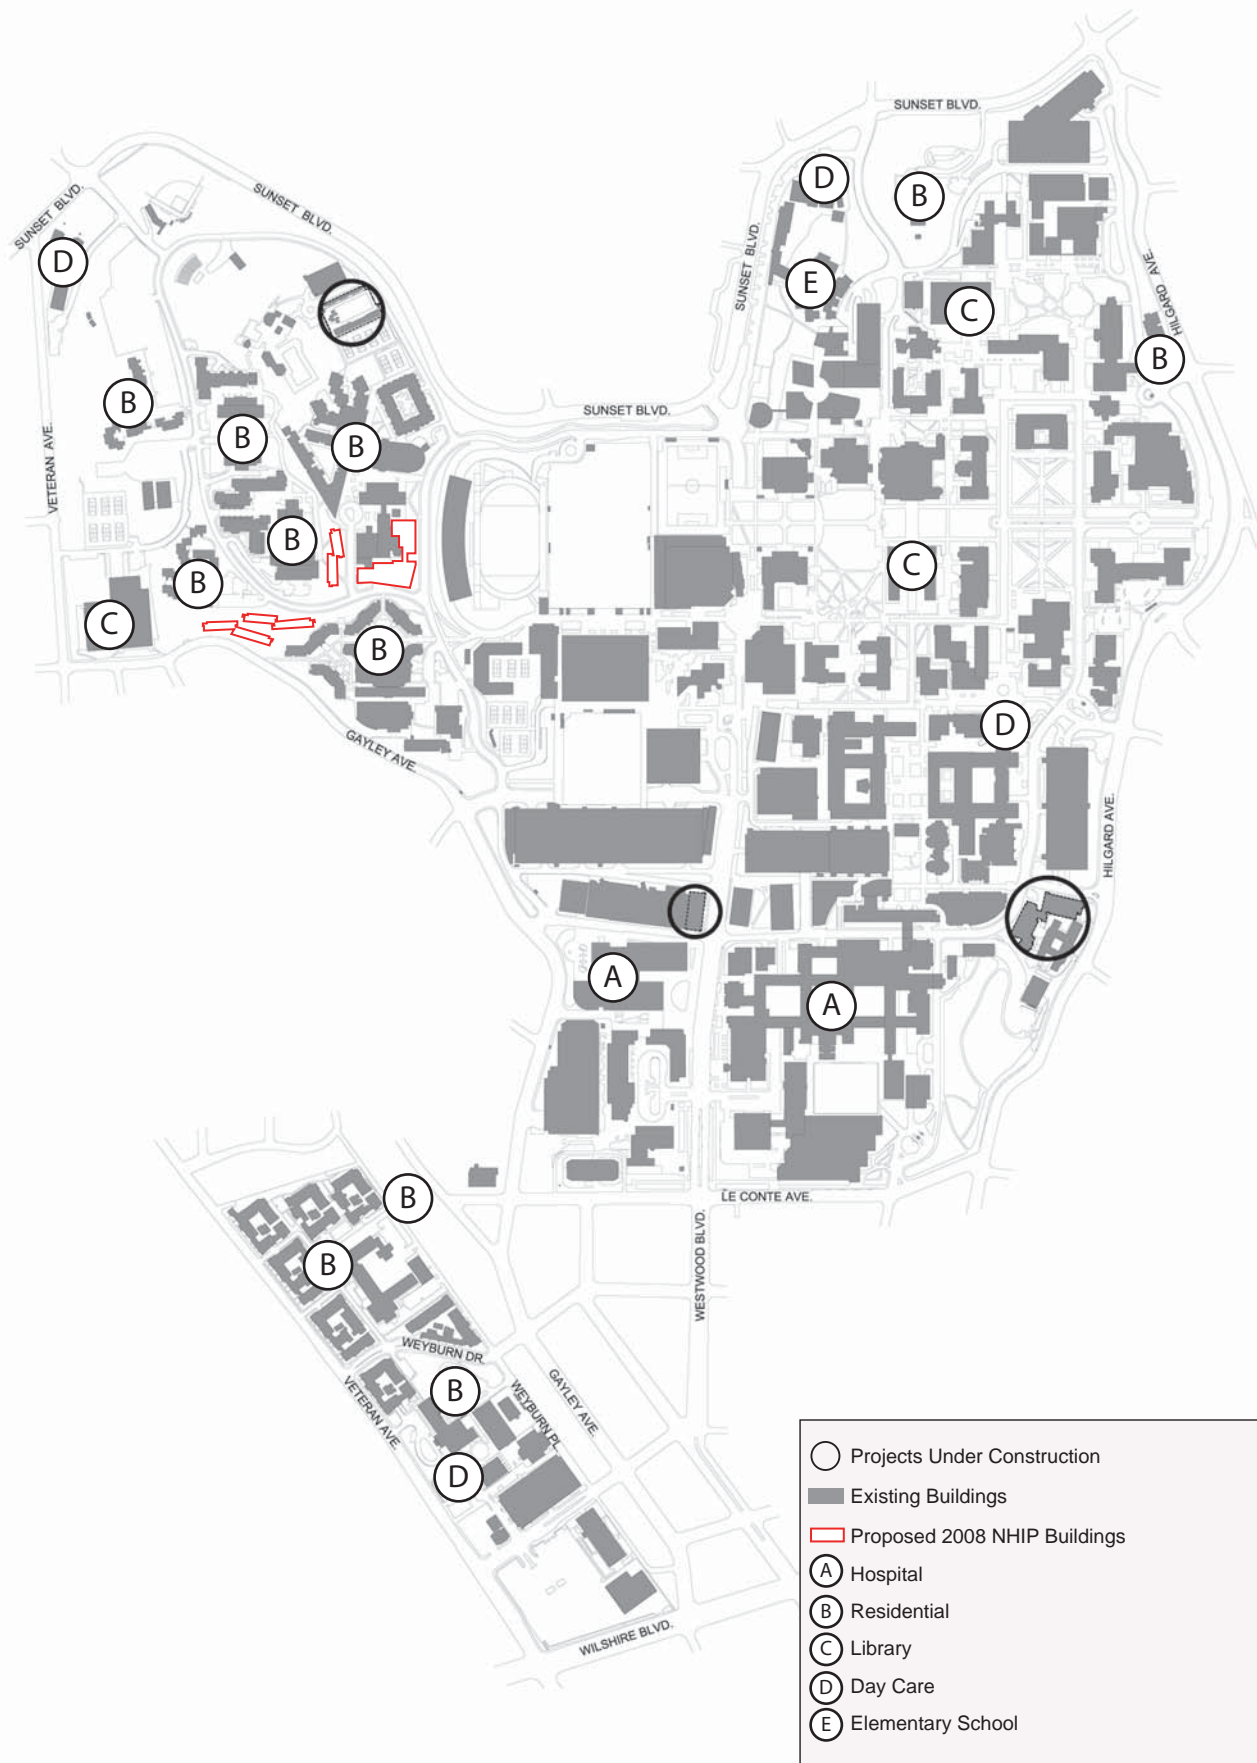 SUNSET BLVD.
D
B
SUNSET BLVD.
SUNSET BLVD.
D
SUNSET BLVD.
E
C
HILGARD AVE.
B
B
B
B
SUNSET BLVD.
VETERAN AVE.
B
C
B
C
B
D
GAYLEY AVE.
HILGARD AVE.
A
A
B
LE CONTE AVE.
WESTWOOD BLVD.
B
WEYBURN DR.
B
WEYBURN PL.
GAYLEY AVE.
VETERAN AVE.
D
WILSHIRE BLVD.
Projects Under Construction
Existing Buildings
Proposed 2008 NHIP Buildings
A Hospital
B Residential
C Library
D Day Care
E Elementary School